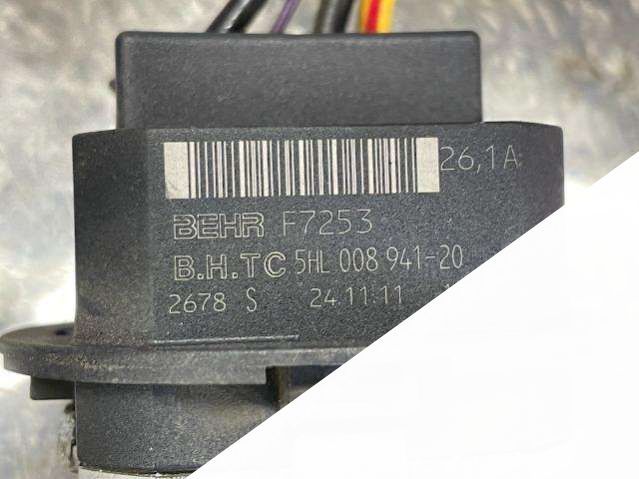 26,1A
BEHR F7253
B.H.TC 5HL 008 941-20
2678 S 24.11.11